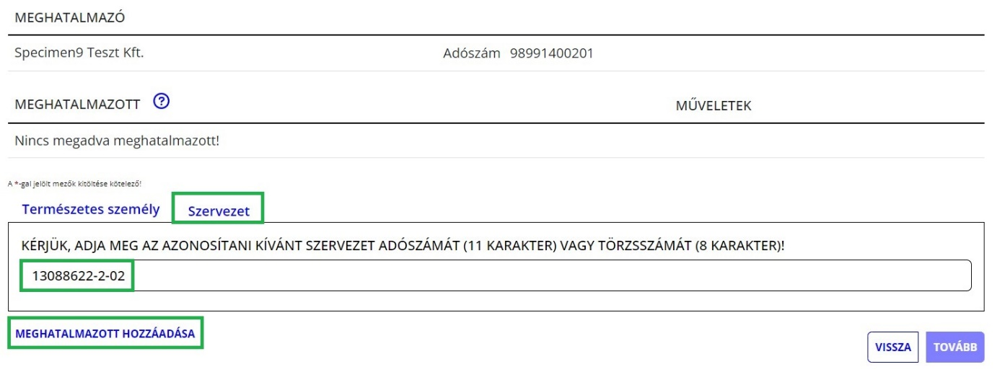 MEGHATALMAZÓ
Specimen9 Teszt Kft. Adószám 98991400201
MEGHATALMAZOTT ? MŰVELETEK
Nincs megadva meghatalmazott!
A *-gal jelölt mezők kitöltése kötelező!
Természetes személy Szervezet
KÉRJÜK, ADJA MEG AZ AZONOSÍTANI KÍVÁNT SZERVEZET ADÓSZÁMÁT (11 KARAKTER) VAGY TÖRZSSZÁMÁT (8 KARAKTER)!
13088622-2-02
MEGHATALMAZOTT HOZZÁADÁSA
VISSZA TOVÁBB